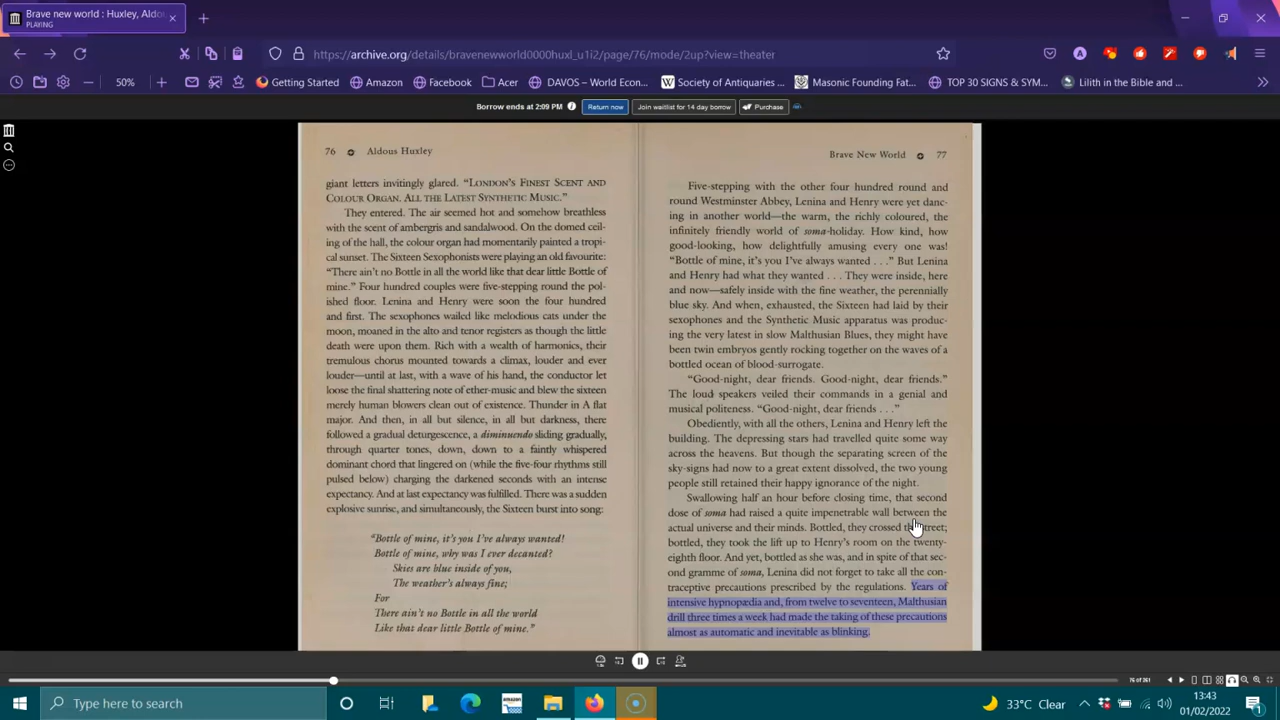 Brave new world : Huxley, Aldou
PLAYING
https://archive.org/details/bravenewworld0000huxl_u1i2/page/76/mode/2up?view=theater
50%
Getting Started
Amazon
Facebook
Acer
DAVOS – World Econ...
Society of Antiquaries ...
Masonic Founding Fat...
TOP 30 SIGNS & SYM...
Lilith in the Bible and ...
Borrow ends at 2:09 PM
Return now
Join waitlist for 14 day borrow
Purchase
76 Aldous Huxley
giant letters invitingly glared. “LONDON’S FINEST SCENT AND
COLOUR ORGAN. ALL THE LATEST SYNTHETIC MUSIC.”
They entered. The air seemed hot and somehow breathless
with the scent of ambergris and sandalwood. On the domed ceil-
ing of the hall, the colour organ had momentarily painted a tropi-
cal sunset. The Sixteen Sexophonists were playing an old favourite:
“There ain’t no Bottle in all the world like that dear little Bottle of
mine.” Four hundred couples were five-stepping round the pol-
ished floor. Lenina and Henry were soon the four hundred
and first. The sexophones wailed like melodious cats under the
moon, moaned in the alto and tenor registers as though the little
death were upon them. Rich with a wealth of harmonics, their
tremulous chorus mounted towards a climax, louder and ever
louder—until at last, with a wave of his hand, the conductor let
loose the final shattering note of ether-music and blew the sixteen
merely human blowers clean out of existence. Thunder in A flat
major. And then, in all but silence, in all but darkness, there
followed a gradual deturgescence, a diminuendo sliding gradually,
through quarter tones, down, down to a faintly whispered
dominant chord that lingered on (while the five-four rhythms still
pulsed below) charging the darkened seconds with an intense
expectancy. And at last expectancy was fulfilled. There was a sudden
explosive sunrise, and simultaneously, the Sixteen burst into song:
“Bottle of mine, it’s you I’ve always wanted!
Bottle of mine, why was I ever decanted?
Skies are blue inside of you,
The weather’s always fine;
For
There ain’t no Bottle in all the world
Like that dear little Bottle of mine.”
Brave New World 77
Five-stepping with the other four hundred round and
round Westminster Abbey, Lenina and Henry were yet danc-
ing in another world—the warm, the richly coloured, the
infinitely friendly world of soma-holiday. How kind, how
good-looking, how delightfully amusing every one was!
“Bottle of mine, it’s you I’ve always wanted . . .” But Lenina
and Henry had what they wanted . . . They were inside, here
and now—safely inside with the fine weather, the perennially
blue sky. And when, exhausted, the Sixteen had laid by their
sexophones and the Synthetic Music apparatus was produc-
ing the very latest in slow Malthusian Blues, they might have
been twin embryos gently rocking together on the waves of a
bottled ocean of blood-surrogate.
“Good-night, dear friends. Good-night, dear friends.”
The loud speakers veiled their commands in a genial and
musical politeness. “Good-night, dear friends . . .”
Obediently, with all the others, Lenina and Henry left the
building. The depressing stars had travelled quite some way
across the heavens. But though the separating screen of the
sky-signs had now to a great extent dissolved, the two young
people still retained their happy ignorance of the night.
Swallowing half an hour before closing time, that second
dose of soma had raised a quite impenetrable wall between the
actual universe and their minds. Bottled, they crossed the street;
bottled, they took the lift up to Henry’s room on the twenty-
eighth floor. And yet, bottled as she was, and in spite of that sec-
ond gramme of soma, Lenina did not forget to take all the con-
traceptive precautions prescribed by the regulations. Years of
intensive hypnopædia and, from twelve to seventeen, Malthusian
drill three times a week had made the taking of these precautions
almost as automatic and inevitable as blinking.
76 of 261
Type here to search
amazon
33°C Clear
13:43
01/02/2022